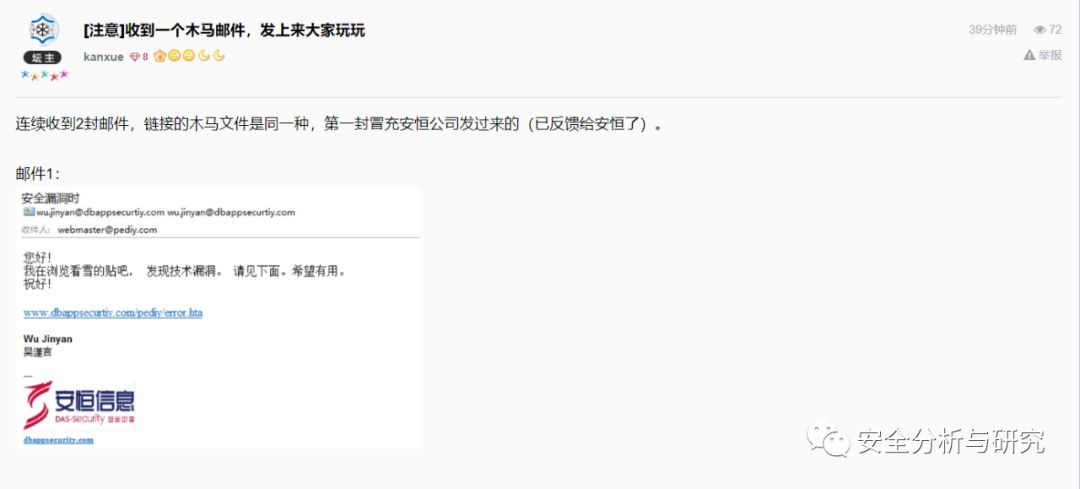 [注意]收到一个木马邮件，发上来大家玩玩
39分钟前 72
坛主
kanxue 8
举报
连续收到2封邮件，链接的木马文件是同一种，第一封冒充安恒公司发过来的（已反馈给安恒了）。
邮件1:
安全漏洞时
wu.jinyan@dbappsecurtiy.com wu.jinyan@dbappsecurtiy.com
收件人: webmaster@pediy.com
您好!
我在浏览看雪的贴吧， 发现技术漏洞。 请见下面。希望有用。
祝好!
www.dbappsecurtiy.com/pediy/error.hta
Wu Jinyan
吴谨言
—
安恒信息
DAS-security
dbappsecurity.com
安全分析与研究